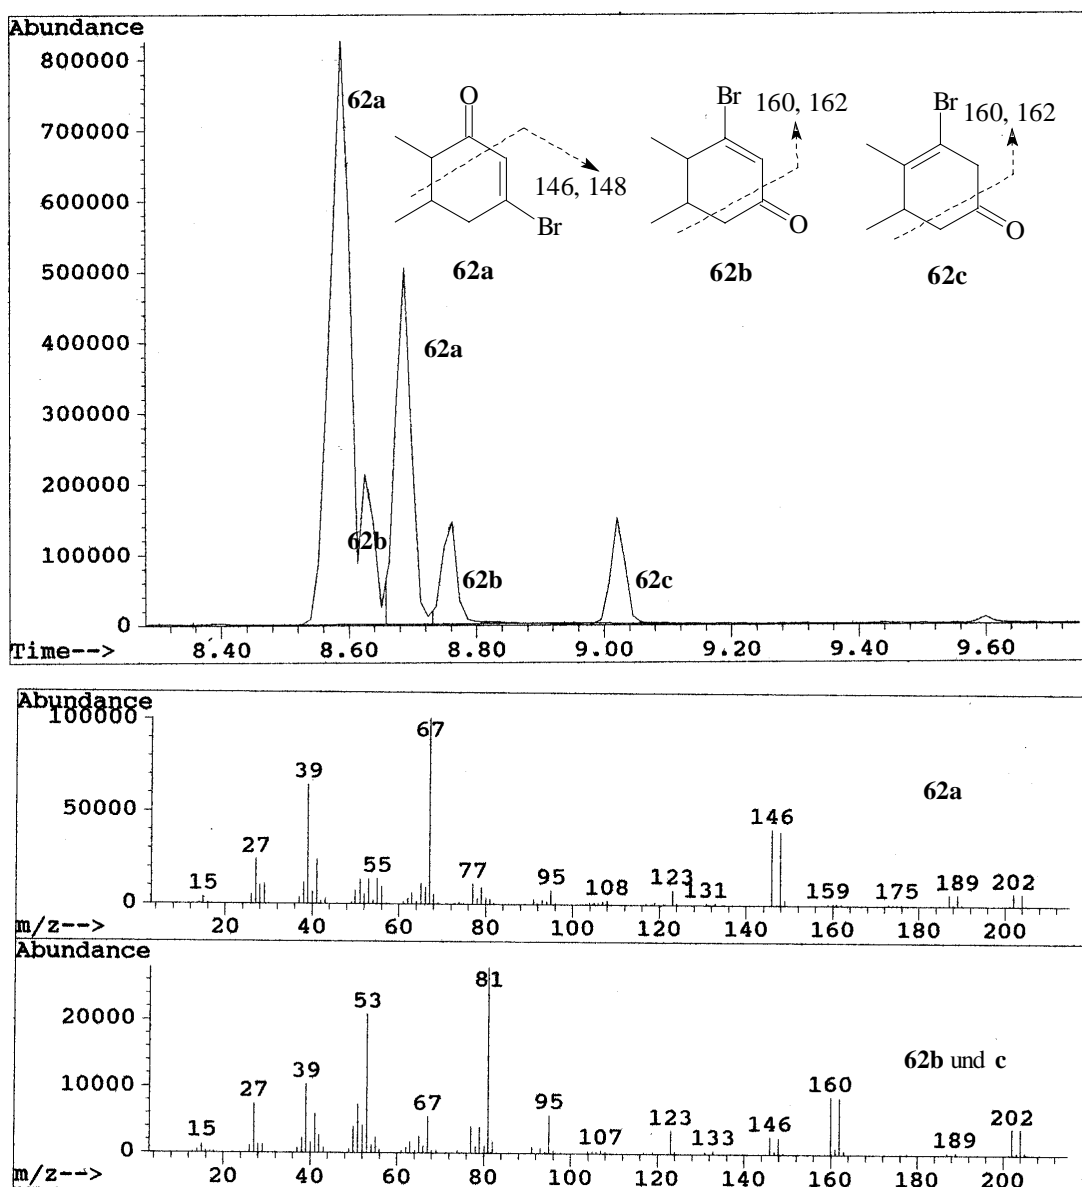 Abundance
800000
700000
600000
500000
400000
300000
200000
100000
0
Time-->
8.40 8.60 8.80 9.00 9.20 9.40 9.60
62a
O
146, 148
Br
62a
Br
160, 162
O
62b
Br
160, 162
O
62c
62a
62b
62b
62c
Abundance
100000
50000
0
67
39
27
15
55
77
95
108
123
131
146
159
175
189
202
62a
m/z-->
20 40 60 80 100 120 140 160 180 200
Abundance
20000
10000
0
81
53
39
27
15
67
95
107
123
133
146
160
189
202
62b und c
m/z-->
20 40 60 80 100 120 140 160 180 200